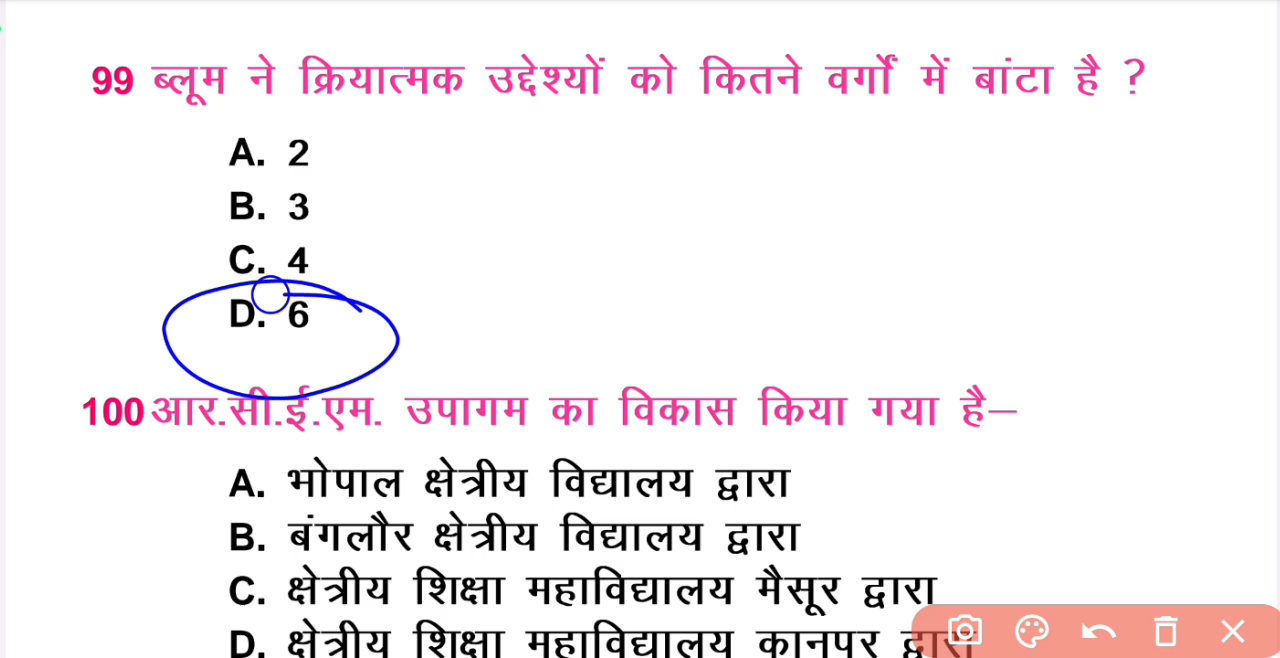 99 ब्लूम ने क्रियात्मक उद्देश्यों को कितने वर्गों में बांटा है ?
A. 2
B. 3
C. 4
D. 6
100 आर.सी.ई.एम. उपागम का विकास किया गया है–
A. भोपाल क्षेत्रीय विद्यालय द्वारा
B. बंगलौर क्षेत्रीय विद्यालय द्वारा
C. क्षेत्रीय शिक्षा महाविद्यालय मैसूर द्वारा
D. क्षेत्रीय शिक्षा महाविद्यालय कानपुर द्वारा